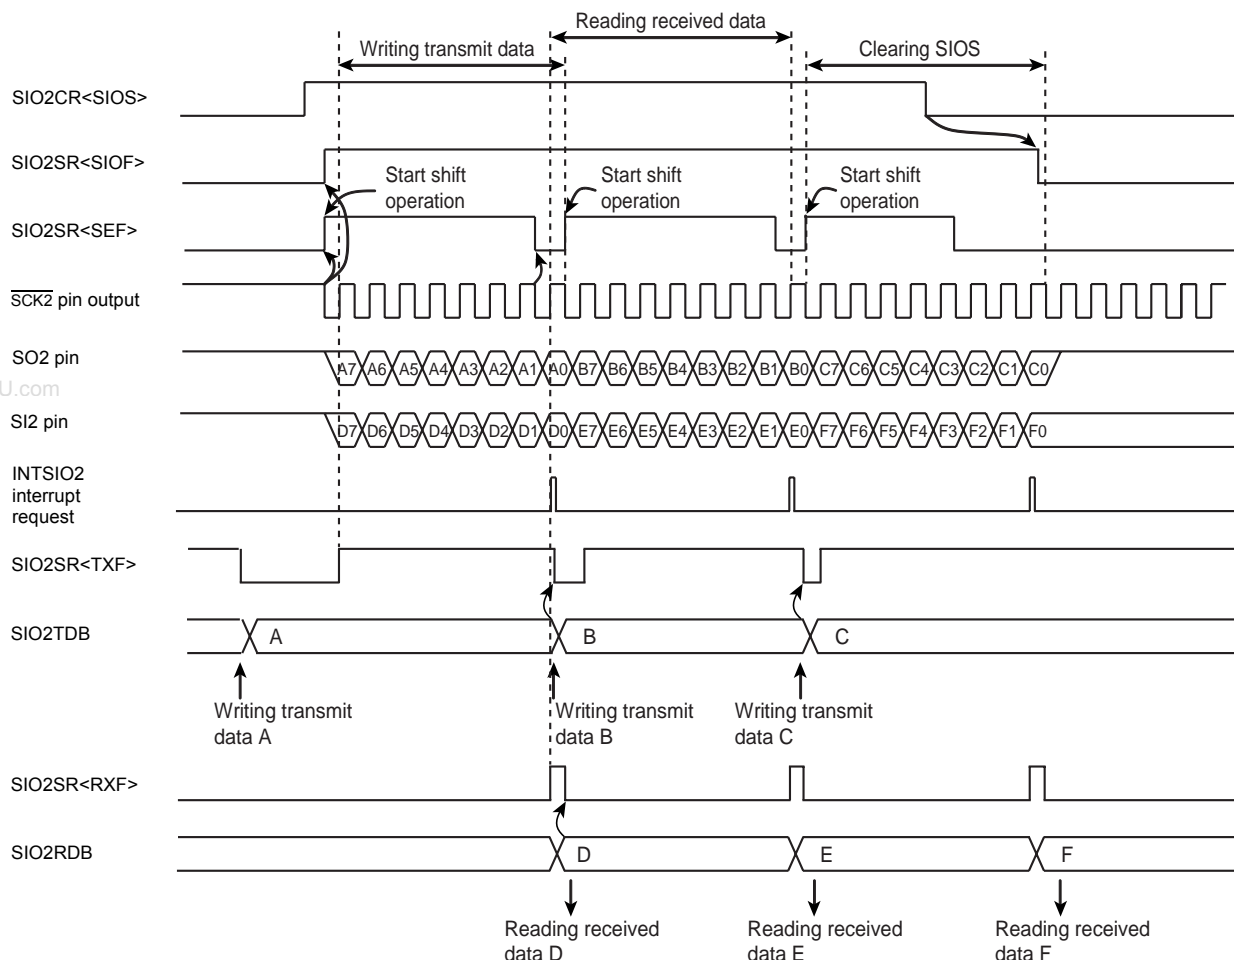 Reading received data
Writing transmit data
Clearing SIOS
SIO2CR<SIOS>
SIO2SR<SIOF>
Start shift
operation
Start shift
operation
Start shift
operation
SIO2SR<SEF>
SCK2 pin output
SO2 pin
A7 A6 A5 A4 A3 A2 A1 A0 B7 B6 B5 B4 B3 B2 B1 B0 C7 C6 C5 C4 C3 C2 C1 C0
U.com
SI2 pin
D7 D6 D5 D4 D3 D2 D1 D0 E7 E6 E5 E4 E3 E2 E1 E0 F7 F6 F5 F4 F3 F2 F1 F0
INTSIO2
interrupt
request
SIO2SR<TXF>
SIO2TDB
A
B
C
Writing transmit
data A
Writing transmit
data B
Writing transmit
data C
SIO2SR<RXF>
SIO2RDB
D
E
F
Reading received
data D
Reading received
data E
Reading received
data F